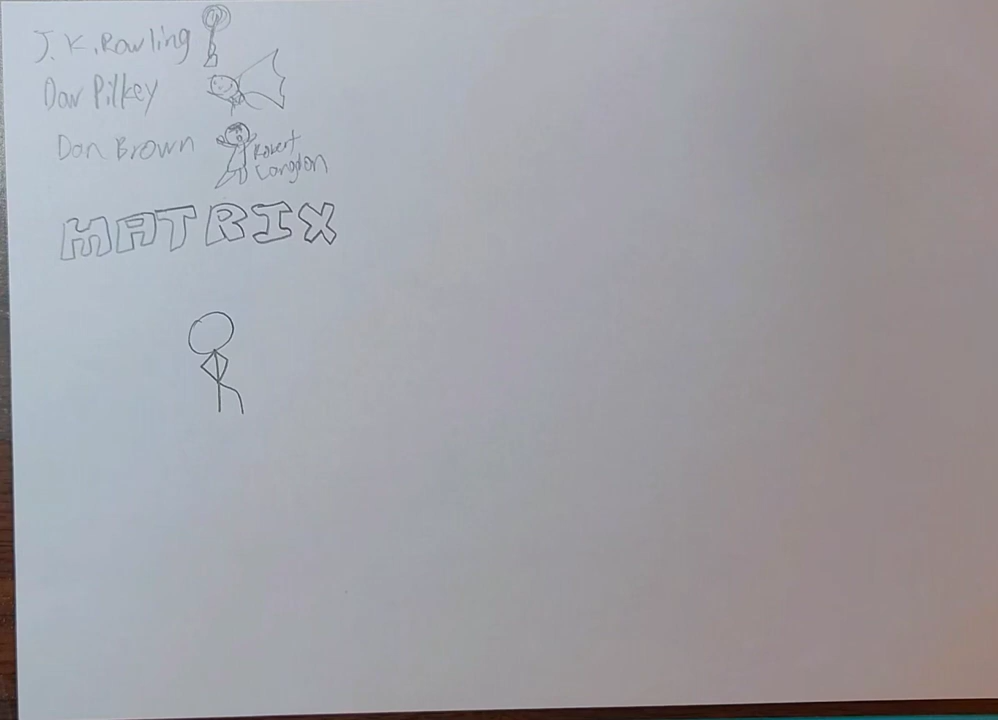 J.K.Rowling
Dav Pilkey
Dan Brown
Robert
Langdon
MATRIX